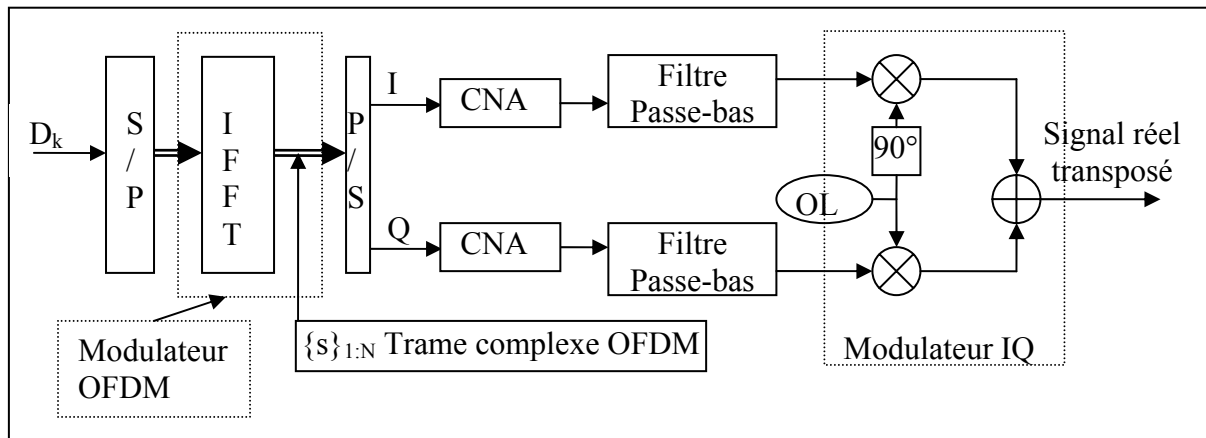 D_k
S
/
P
I
F
F
T
P
/
S
I
Q
CNA
CNA
Filtre
Passe-bas
Filtre
Passe-bas
90°
OL
Signal réel
transposé
Modulateur
OFDM
{s}_{1:N} Trame complexe OFDM
Modulateur IQ